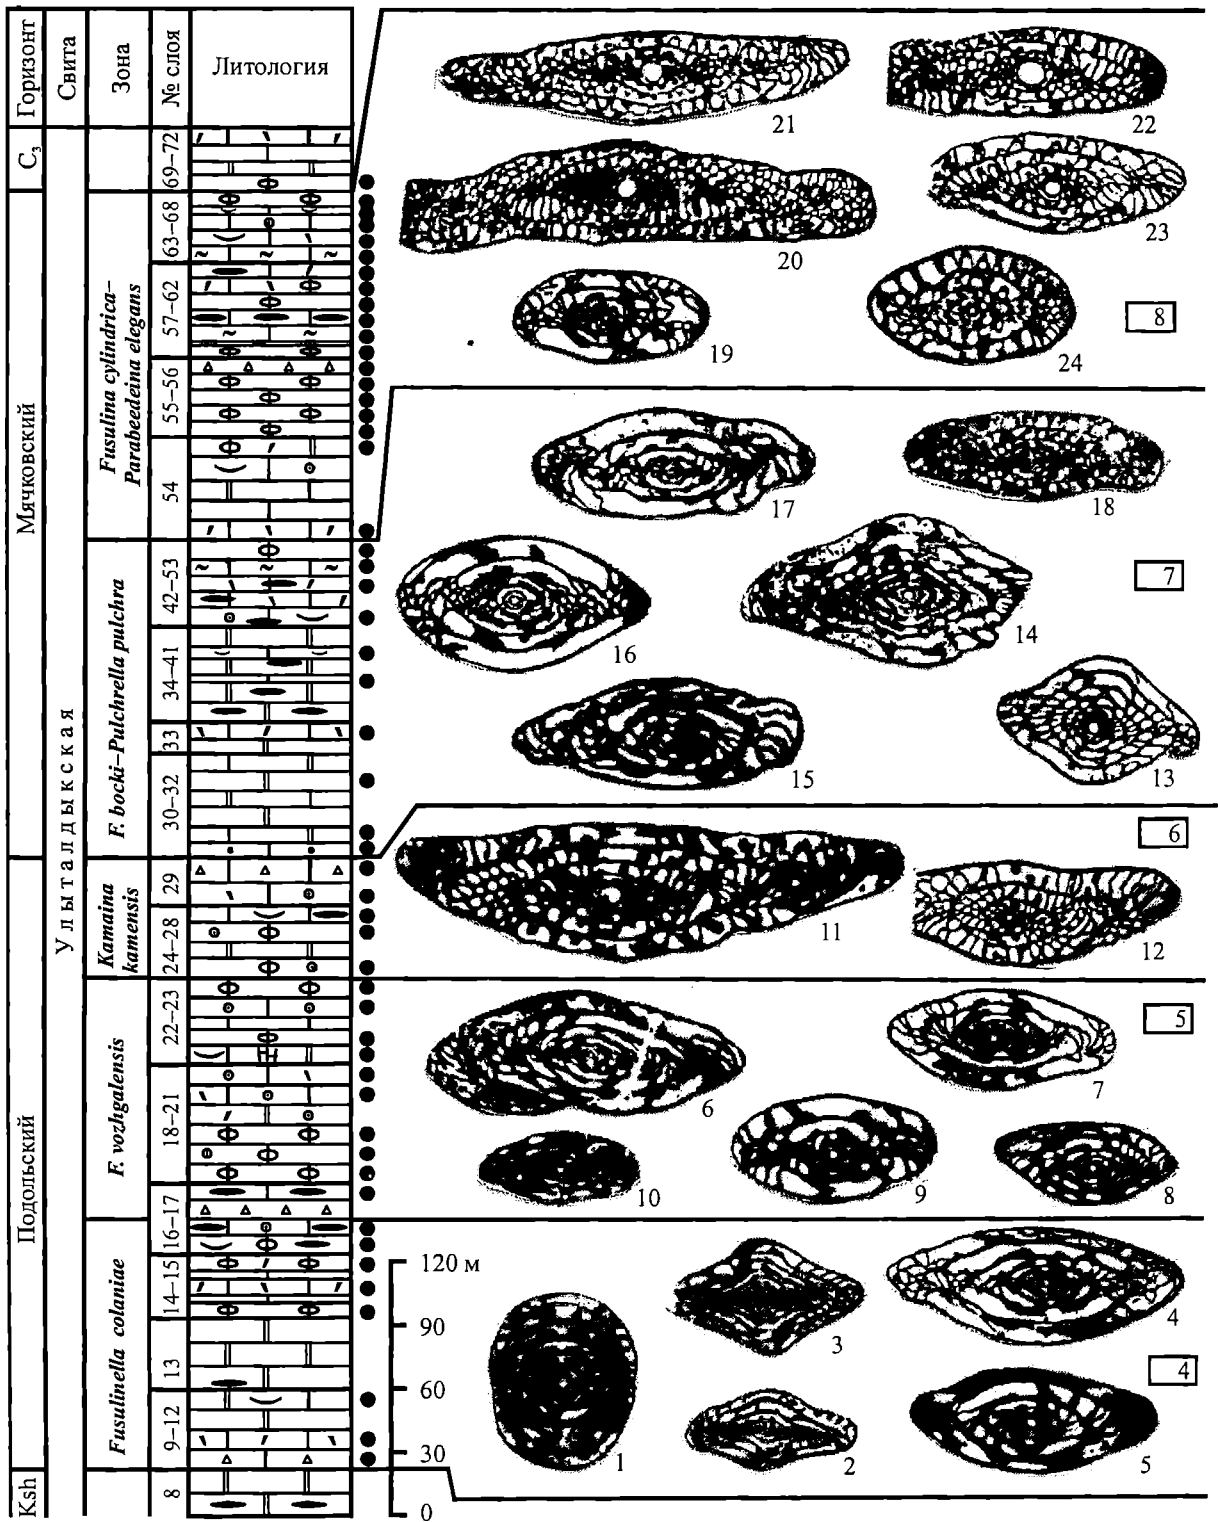 Горизонт
Свита
Зона
№ слоя
Литология
C₃
Мячковский
Подольский
Ksh
Улыталдыкская
Fusulina cylindrica–
Parabeedeina elegans
F. bocki–Pulchrella pulchra
Kamaina
kamensis
F. vozhgalensis
Fusulinella colaniae
69–72
63–68
57–62
55–56
54
42–53
34–41
33
30–32
29
24–28
22–23
18–21
16–17
14–15
13
9–12
8
21
22
20
23
19
24
8
17
18
16
14
7
15
13
6
11
12
5
6
7
10
9
8
120 м
90
60
30
0
3
4
4
1
2
5